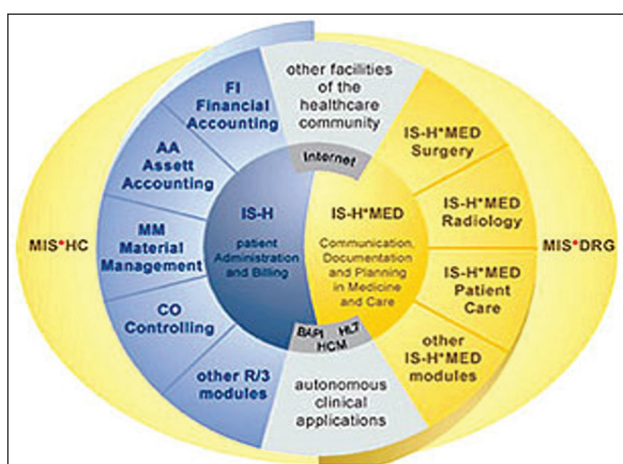 other facilities
of the
healthcare
community
Internet
FI
Financial
Accounting
AA
Assett
Accounting
MM
Material
Management
CO
Controlling
other R/3
modules
MIS*HC
IS-H
patient
Administration
and Billing
IS-H*MED
Communication,
Documentation
and Planning
in Medicine
and Care
IS-H*MED
Surgery
IS-H*MED
Radiology
IS-H*MED
Patient
Care
other
IS-H*MED
modules
MIS*DRG
BAPI HL7
HCM
autonomous
clinical
applications